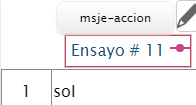 msje-accion
Ensayo # 11
1 sol